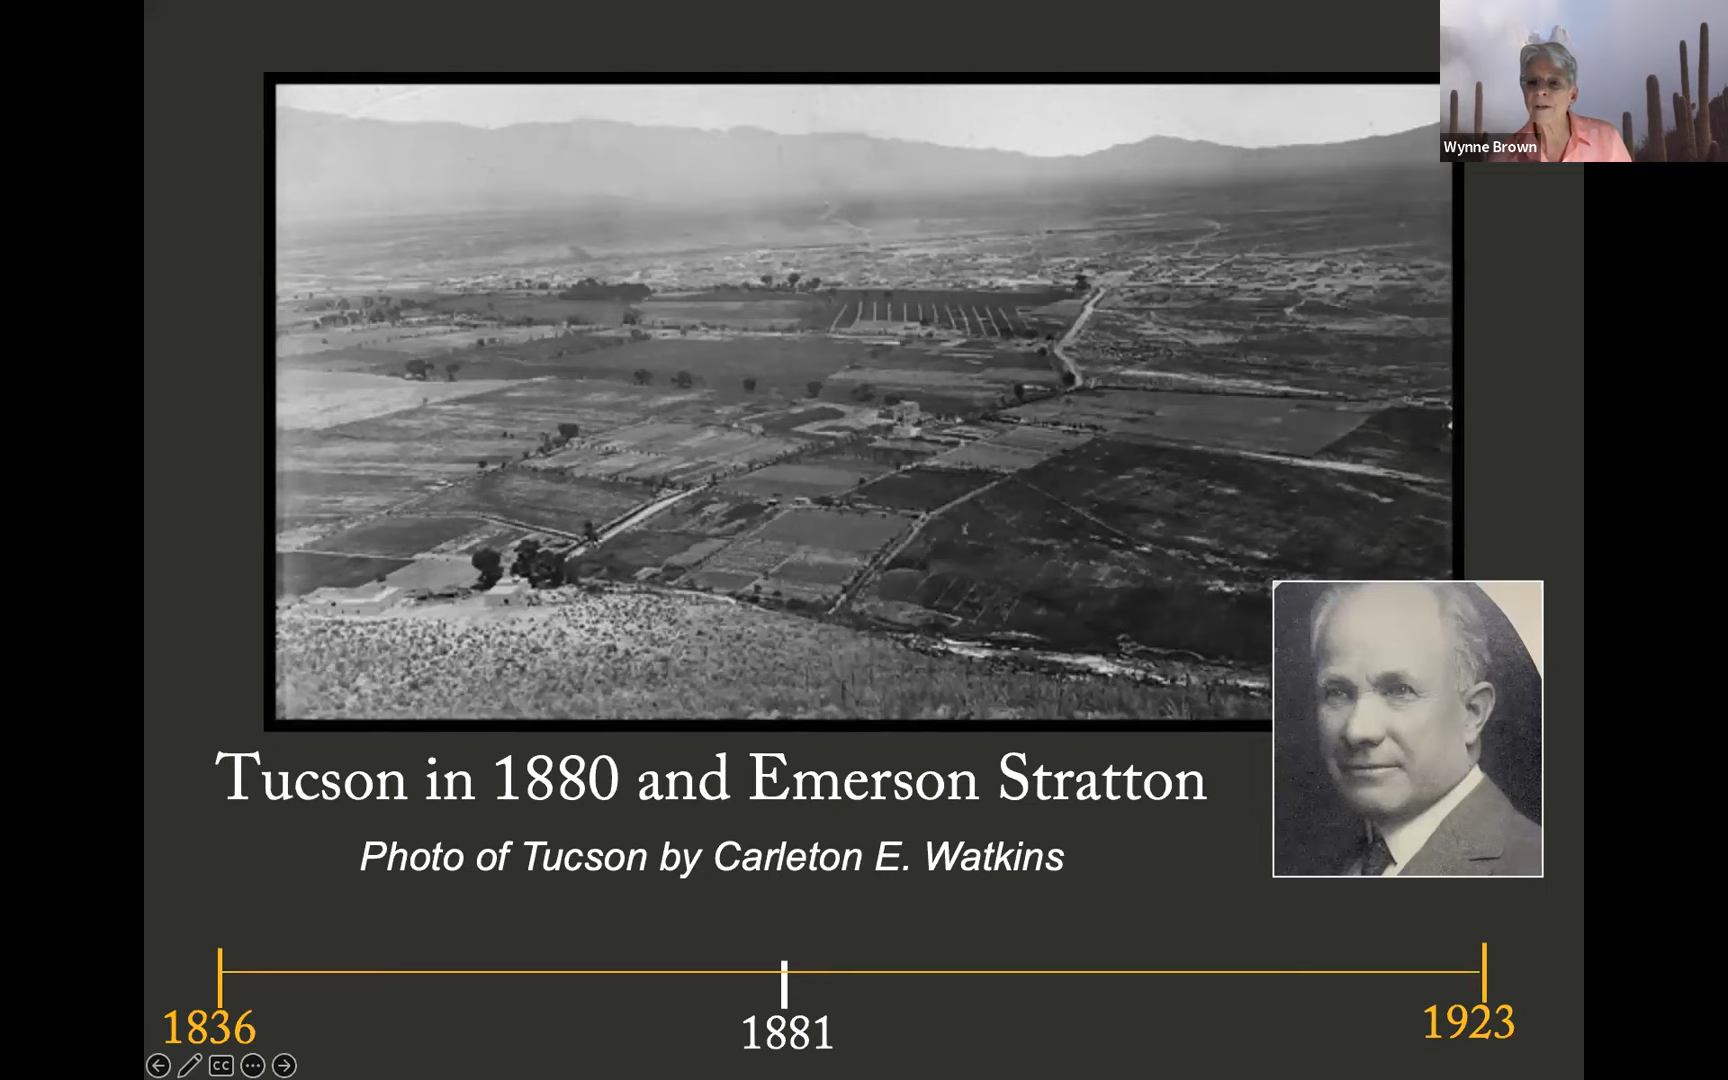 Wynne Brown
Tucson in 1880 and Emerson Stratton
Photo of Tucson by Carleton E. Watkins
1836
1881
1923
CC